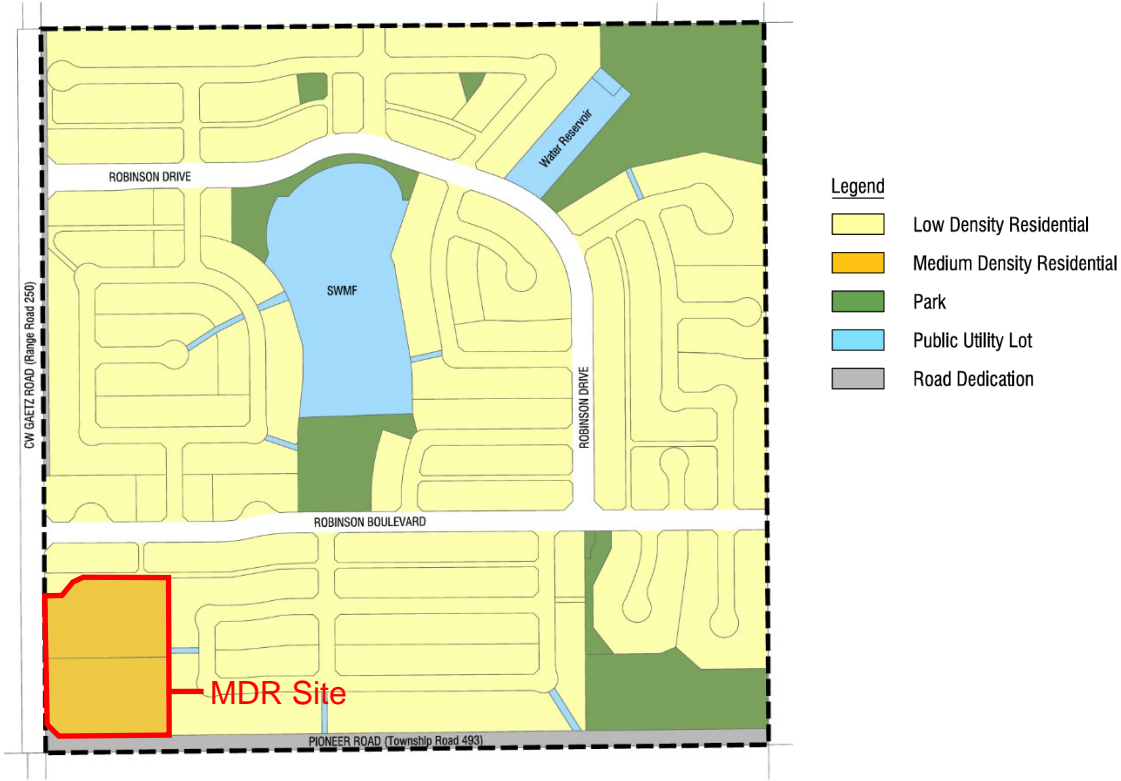 Water Reservoir
ROBINSON DRIVE
SWMF
CW GAETZ ROAD (Range Road 250)
ROBINSON DRIVE
ROBINSON BOULEVARD
MDR Site
PIONEER ROAD (Township Road 493)
Legend
Low Density Residential
Medium Density Residential
Park
Public Utility Lot
Road Dedication